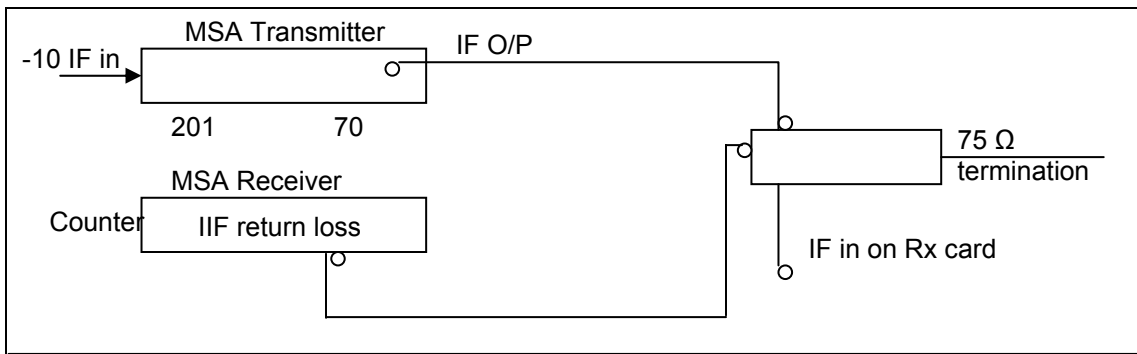 MSA Transmitter
-10 IF in
IF O/P
201 70
75 Ω
termination
MSA Receiver
Counter
IIF return loss
IF in on Rx card